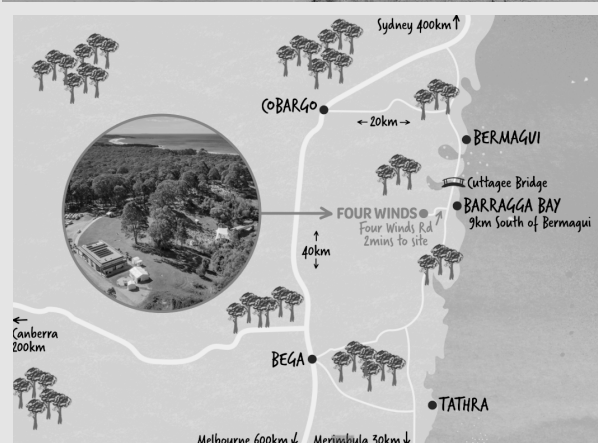 Sydney 400km
COBARGO
20km
BERMAGUI
Cuttagee Bridge
BARRAGGA BAY
9km South of Bermagui
FOUR WINDS
Four Winds Rd
2mins to site
40km
Canberra
200km
BEGA
TATHRA
Melbourne 600km
Merimbula 30km